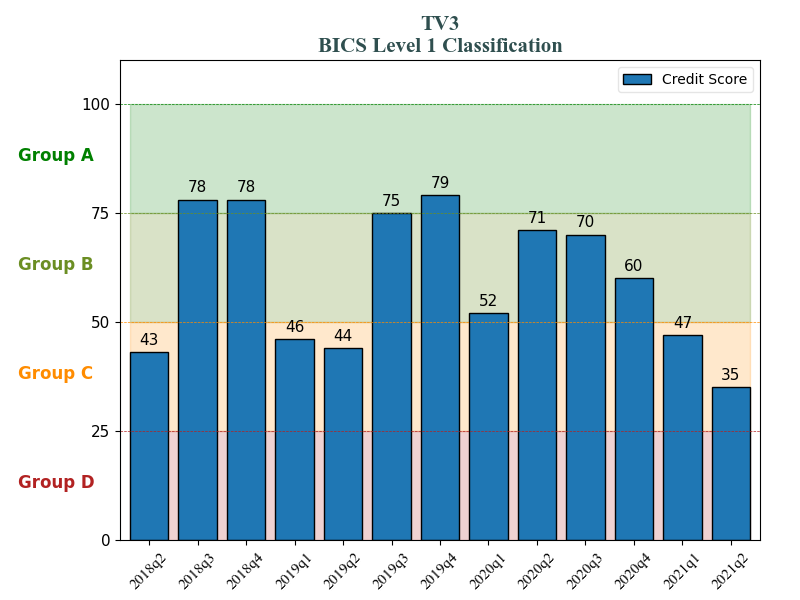 TV3
BICS Level 1 Classification
Credit Score
100
75
50
25
0
Group A
Group B
Group C
Group D
43
78
78
46
44
75
79
52
71
70
60
47
35
2018q2
2018q3
2018q4
2019q1
2019q2
2019q3
2019q4
2020q1
2020q2
2020q3
2020q4
2021q1
2021q2